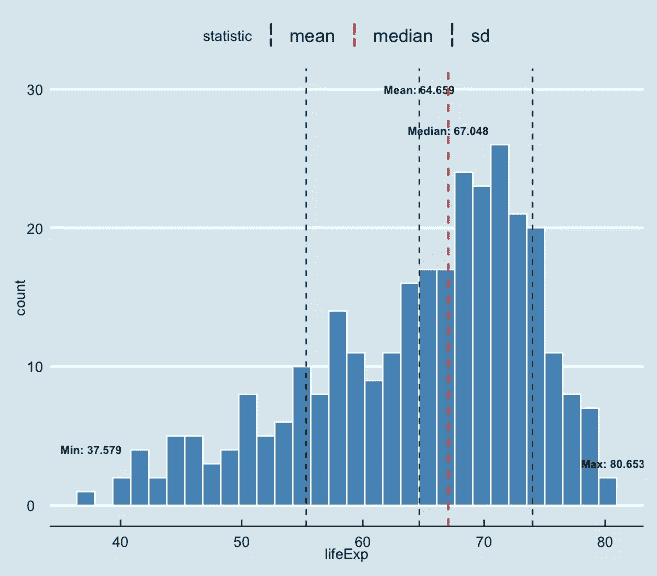 statistic mean median sd
30
Mean: 64.659
Median: 67.048
20
count
10
Min: 37.579
Max: 80.653
0
40 50 60 70 80
lifeExp